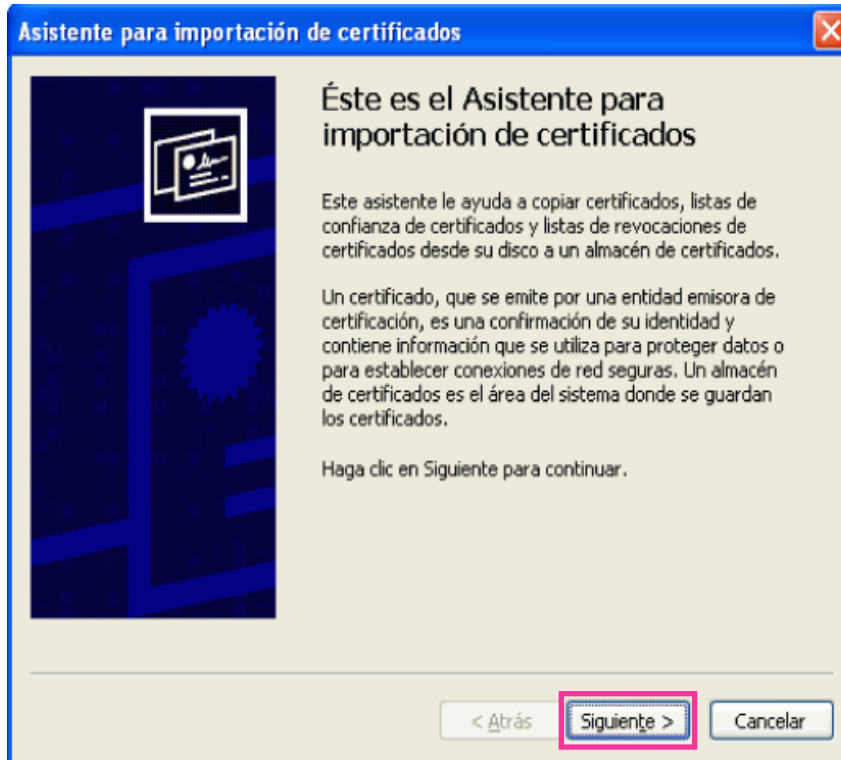 Asistente para importación de certificados
Éste es el Asistente para
importación de certificados
Este asistente le ayuda a copiar certificados, listas de
confianza de certificados y listas de revocaciones de
certificados desde su disco a un almacén de certificados.
Un certificado, que se emite por una entidad emisora de
certificación, es una confirmación de su identidad y
contiene información que se utiliza para proteger datos o
para establecer conexiones de red seguras. Un almacén
de certificados es el área del sistema donde se guardan
los certificados.
Haga clic en Siguiente para continuar.
< Atrás Siguiente > Cancelar